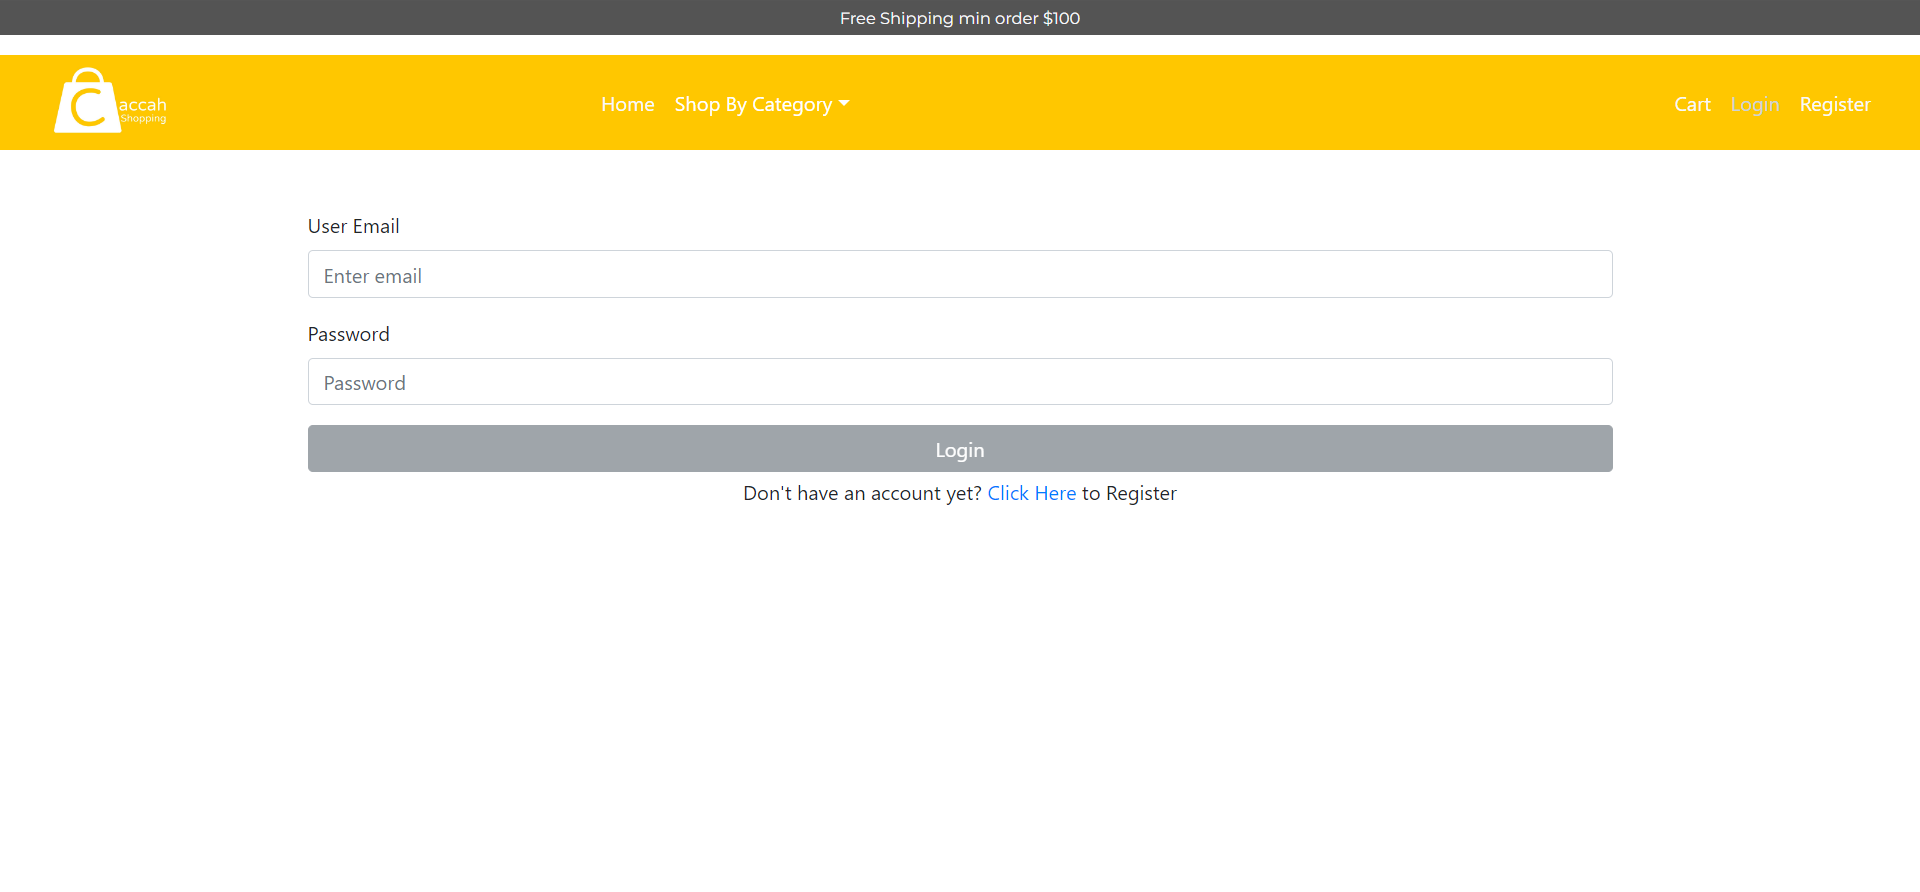 Free Shipping min order $100
C accah
Shopping
Home Shop By Category
Cart Login Register
User Email
Enter email
Password
Password
Login
Don't have an account yet? Click Here to Register